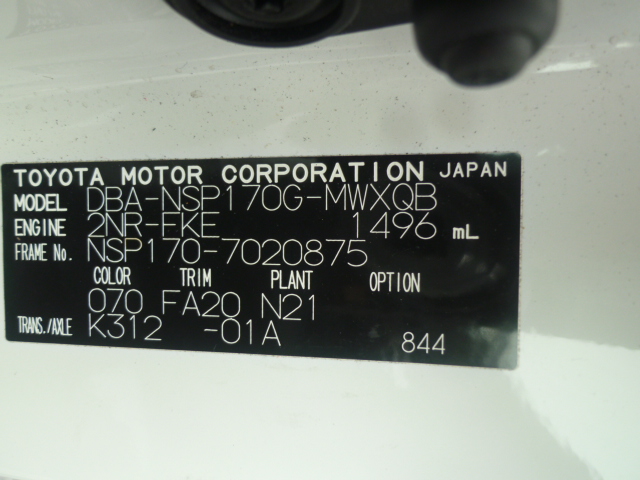 TOYOTA MOTOR CORPORATION JAPAN
MODEL DBA-NSP170G-MWXQB
ENGINE 2NR-FKE 1496 mL
FRAME No. NSP170-7020875
COLOR TRIM PLANT OPTION
070 FA20 N21
TRANS./AXLE K312 -01A
844